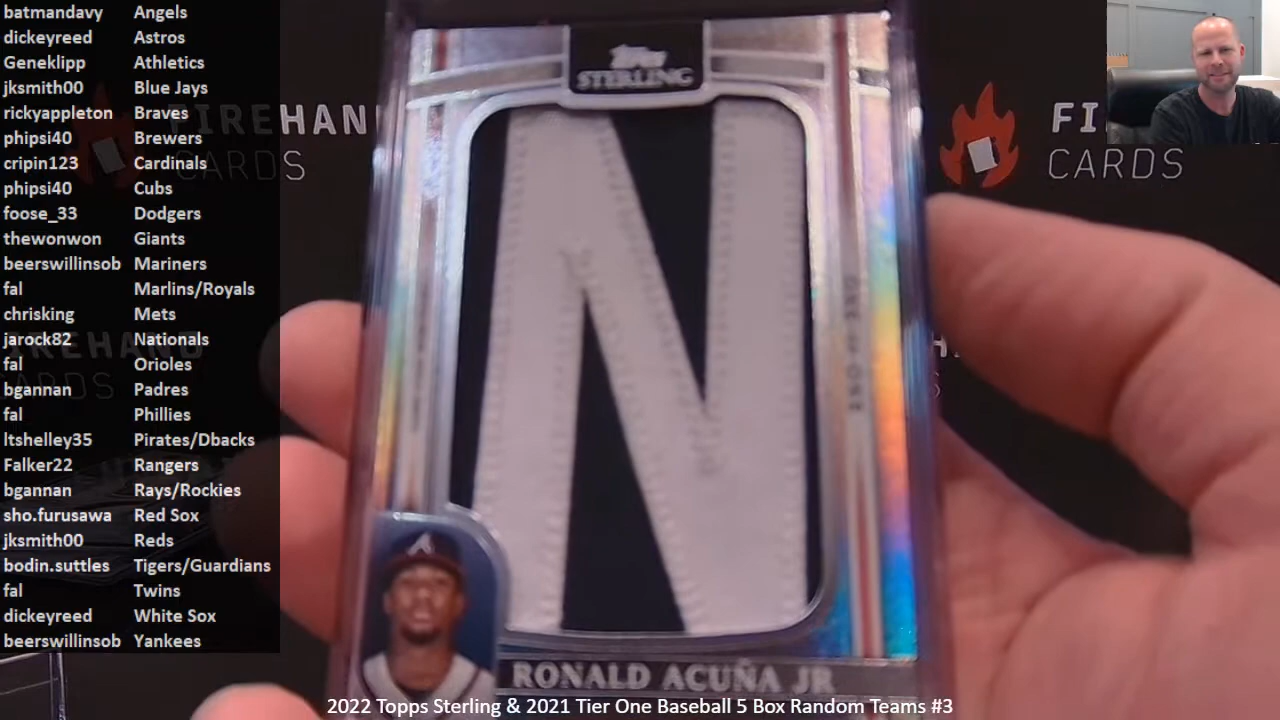 batmandavy Angels
dickeyreed Astros
Geneklipp Athletics
jksmith00 Blue Jays
rickyappleton Braves
phipsi40 Brewers
cripin123 Cardinals
phipsi40 Cubs
foose_33 Dodgers
thewonwon Giants
beerswillinsob Mariners
fal Marlins/Royals
chrisking Mets
jarock82 Nationals
fal Orioles
bgannan Padres
fal Phillies
ltshelley35 Pirates/Dbacks
Falker22 Rangers
bgannan Rays/Rockies
sho.furusawa Red Sox
jksmith00 Reds
bodin.suttles Tigers/Guardians
fal Twins
dickeyreed White Sox
beerswillinsob Yankees
FIREHAN
CARDS
Topps
STERLING
N
ONE OF ONE
A
RONALD ACUÑA JR
FI
CARDS
2022 Topps Sterling & 2021 Tier One Baseball 5 Box Random Teams #3